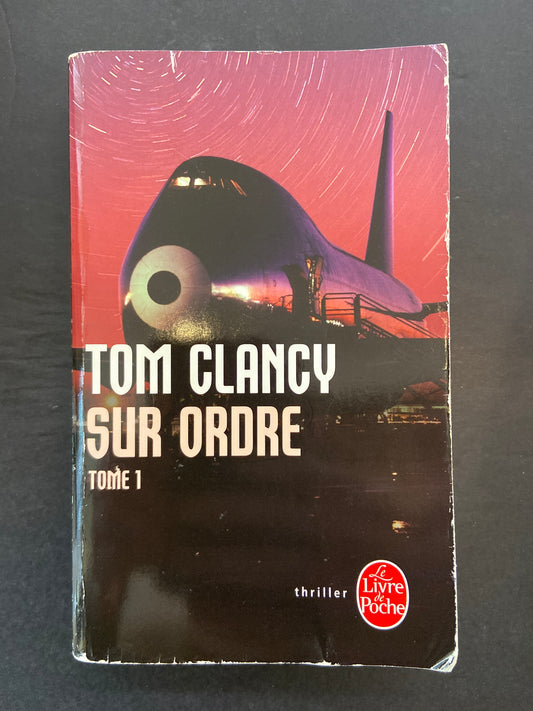 TOM CLANCY
SUR ORDRE
TOME 1
thriller
Le
Livre
de
Poche